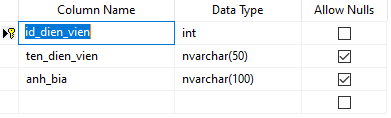 Column Name Data Type Allow Nulls
id_dien_vien int
ten_dien_vien nvarchar(50)
anh_bia nvarchar(100)